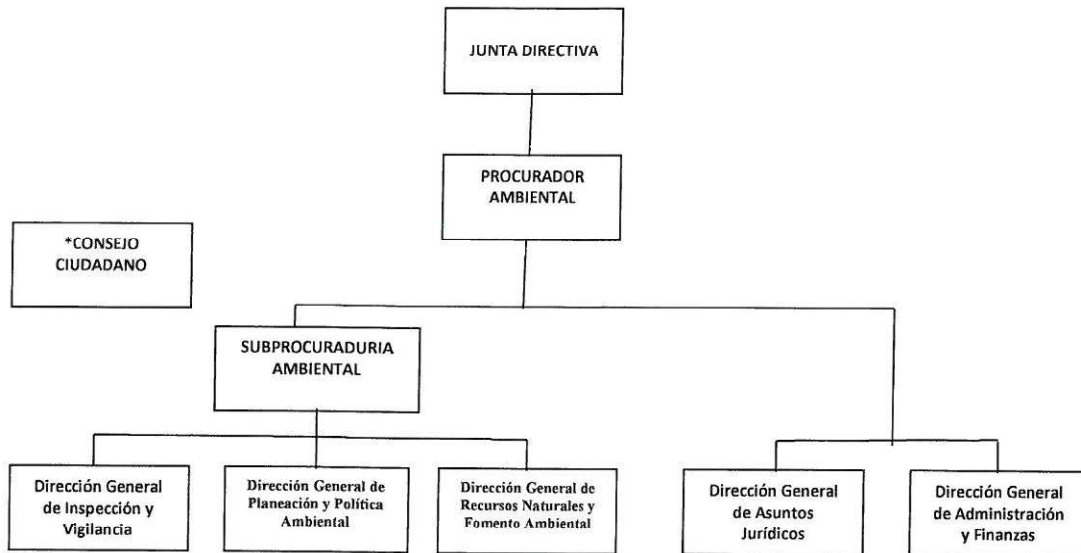 JUNTA DIRECTIVA
PROCURADOR
AMBIENTAL
*CONSEJO
CIUDADANO
SUBPROCURADURIA
AMBIENTAL
Dirección General
de Inspección y
Vigilancia
Dirección General de
Planeación y Política
Ambiental
Dirección General de
Recursos Naturales y
Fomento Ambiental
Dirección General
de Asuntos
Jurídicos
Dirección General
de Administración
y Finanzas